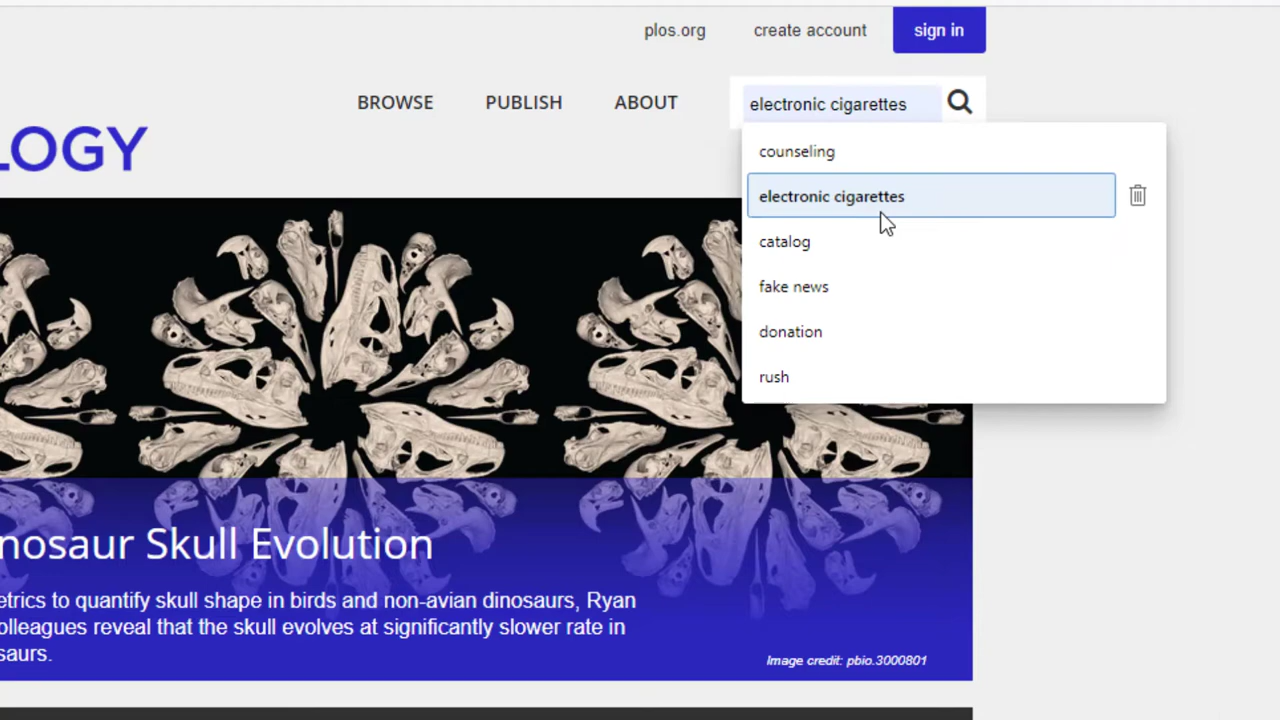 plos.org create account sign in
BROWSE PUBLISH ABOUT electronic cigarettes
LOGY
counseling
electronic cigarettes
catalog
fake news
donation
rush
nosaur Skull Evolution
etrics to quantify skull shape in birds and non-avian dinosaurs, Ryan
olleagues reveal that the skull evolves at significantly slower rate in
saurs.
Image credit: pbio.3000801